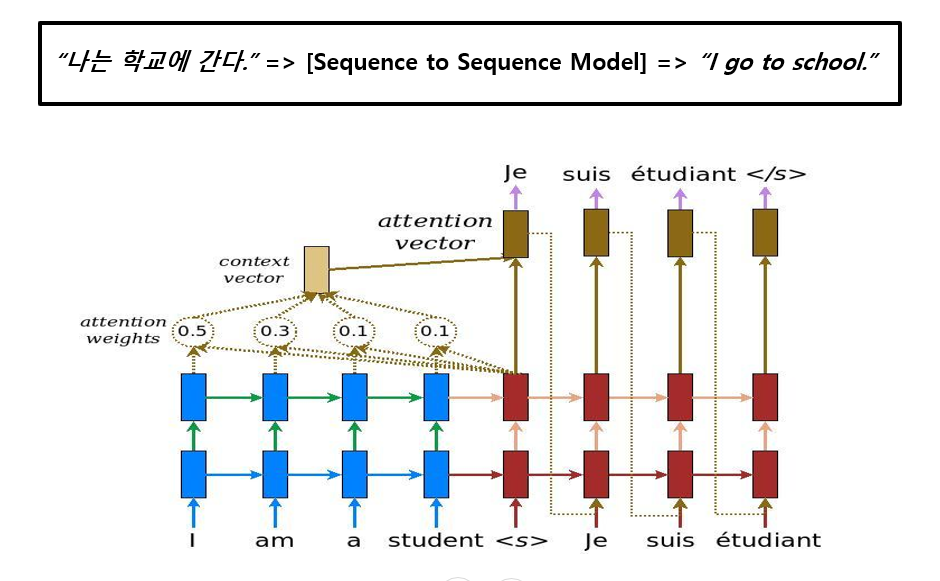 “나는 학교에 간다.” => [Sequence to Sequence Model] => “I go to school.”
Je suis étudiant </s>
attention
vector
context
vector
attention
weights
0.5 0.3 0.1 0.1
I am a student <s> Je suis étudiant